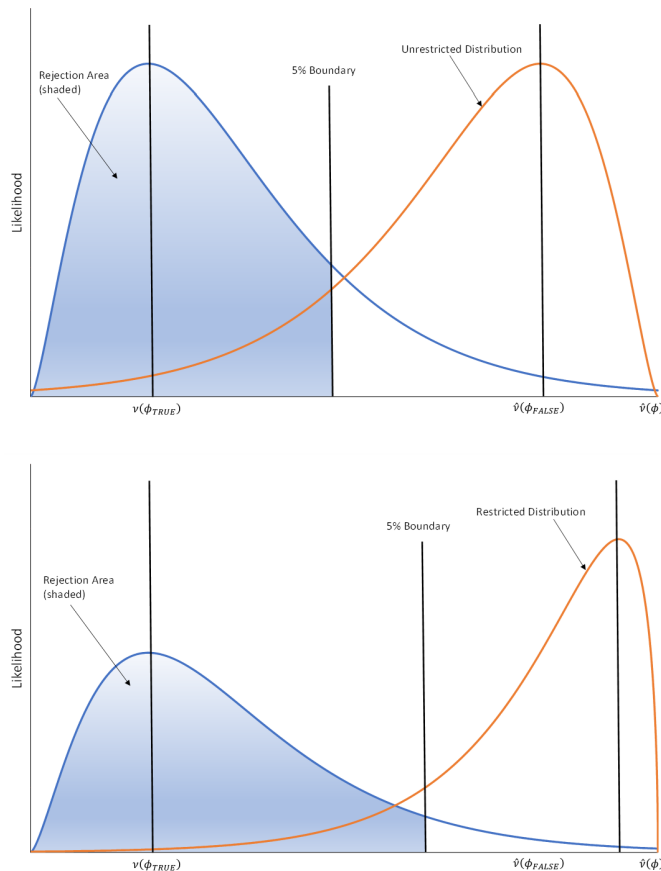 Unrestricted Distribution
5% Boundary
Rejection Area
(shaded)
Likelihood
ν(ϕ_TRUE)
ν̂(ϕ_FALSE)
ν̂(ϕ)
Restricted Distribution
5% Boundary
Rejection Area
(shaded)
Likelihood
ν(ϕ_TRUE)
ν̂(ϕ_FALSE)
ν̂(ϕ)